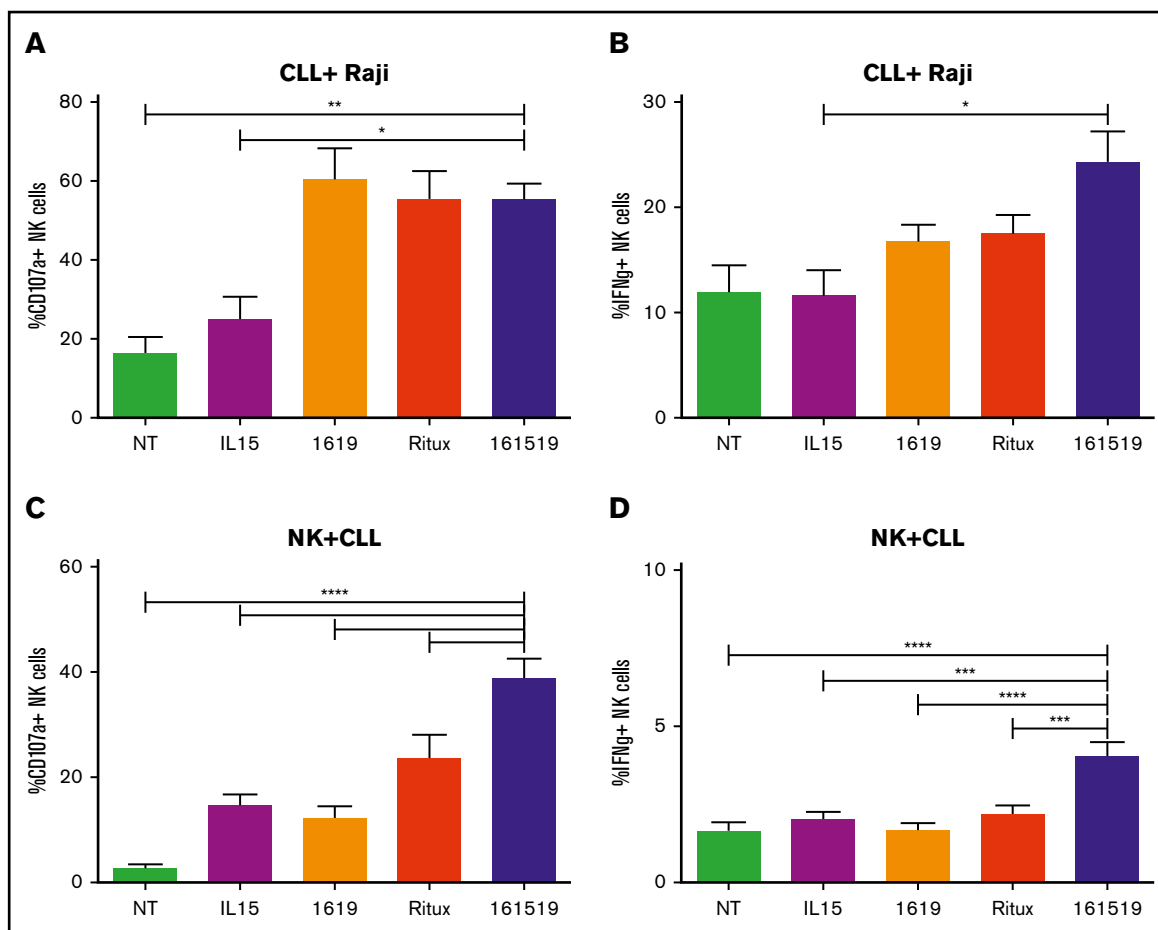 A
CLL+ Raji
%CD107a+ NK cells
80
60
40
20
0
**
*
NT IL15 1619 Ritux 161519
B
CLL+ Raji
%IFNg+ NK cells
30
20
10
0
*
NT IL15 1619 Ritux 161519
C
NK+CLL
%CD107a+ NK cells
60
40
20
0
****
NT IL15 1619 Ritux 161519
D
NK+CLL
%IFNg+ NK cells
10
5
0
****
***
****
***
NT IL15 1619 Ritux 161519